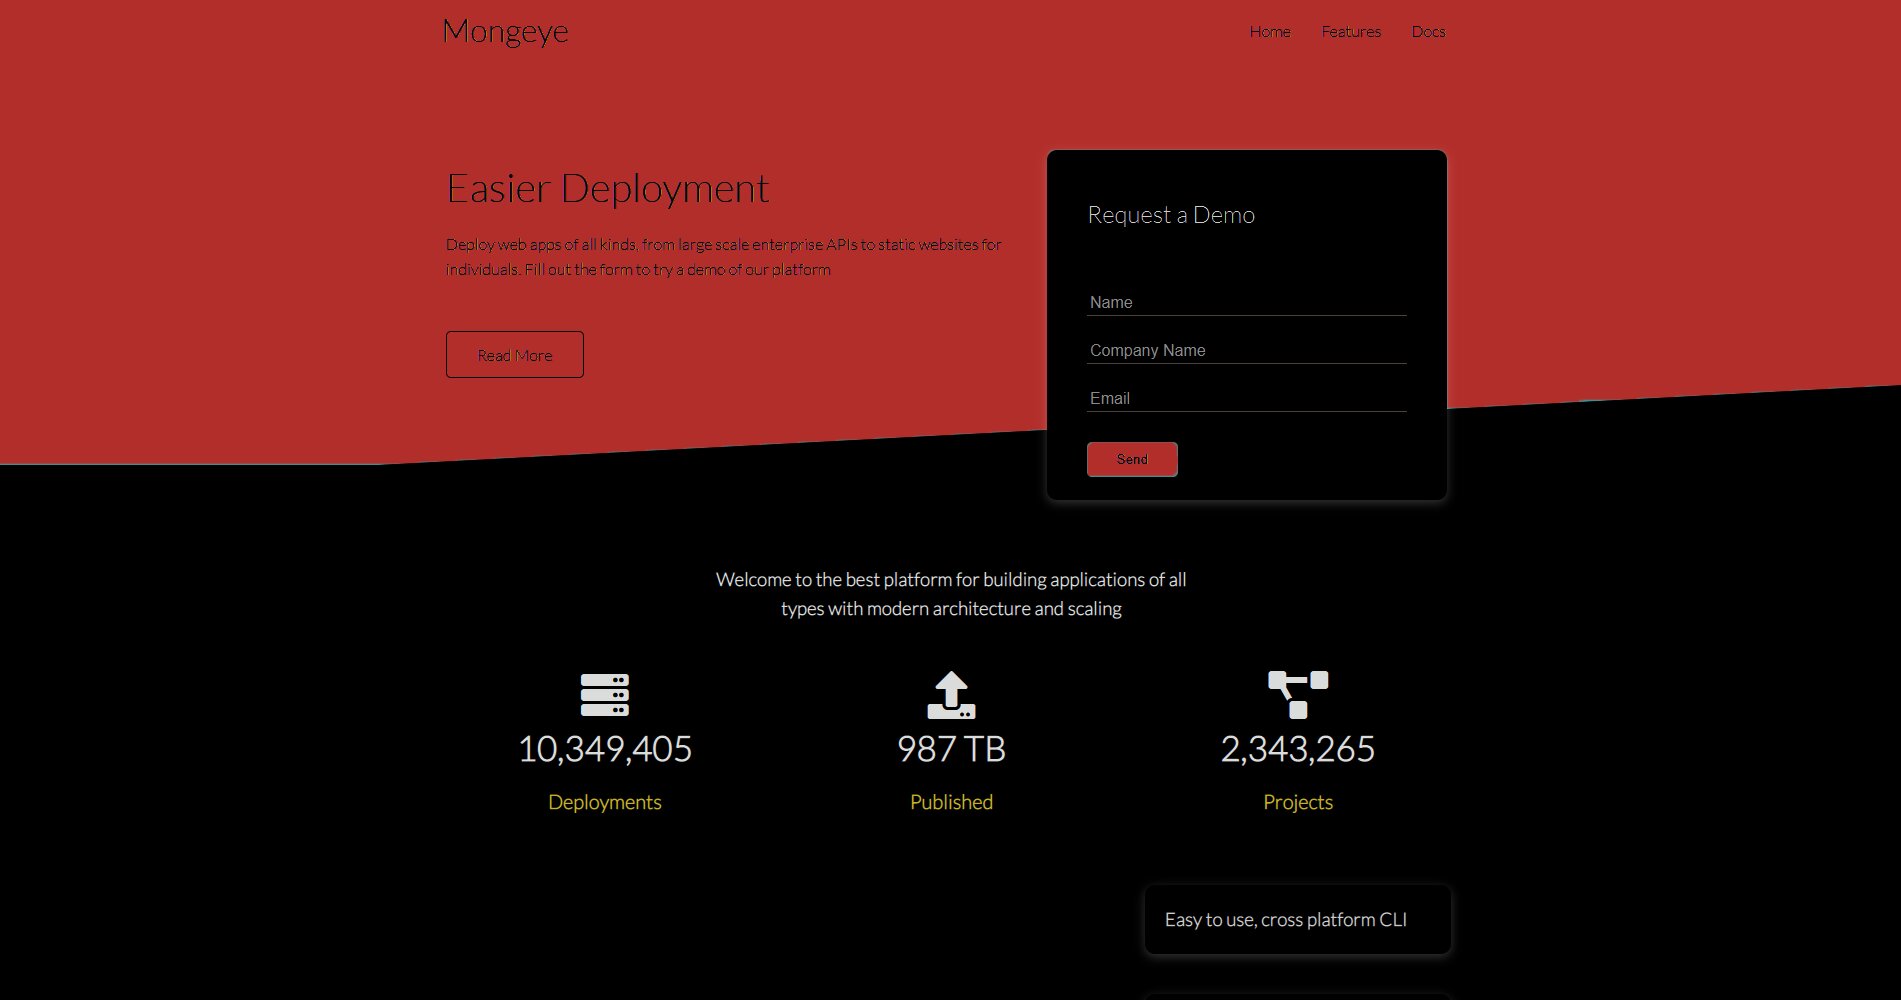 Mongeye
Home
Features
Docs
Easier Deployment
Deploy web apps of all kinds, from large scale enterprise APIs to static websites for
individuals. Fill out the form to try a demo of our platform
Read More
Request a Demo
Name
Company Name
Email
Send
Welcome to the best platform for building applications of all
types with modern architecture and scaling
10,349,405
Deployments
987 TB
Published
2,343,265
Projects
Easy to use, cross platform CLI